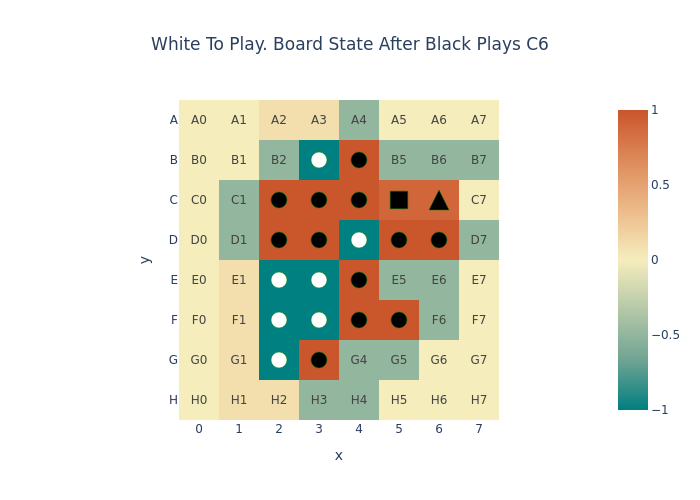 White To Play. Board State After Black Plays C6
A A0 A1 A2 A3 A4 A5 A6 A7
B B0 B1 B2 B5 B6 B7
C C0 C1 C7
D D0 D1 D7
E E0 E1 E5 E6 E7
F F0 F1 F6 F7
G G0 G1 G4 G5 G6 G7
H H0 H1 H2 H3 H4 H5 H6 H7
0 1 2 3 4 5 6 7
x
y
1
0.5
0
−0.5
−1